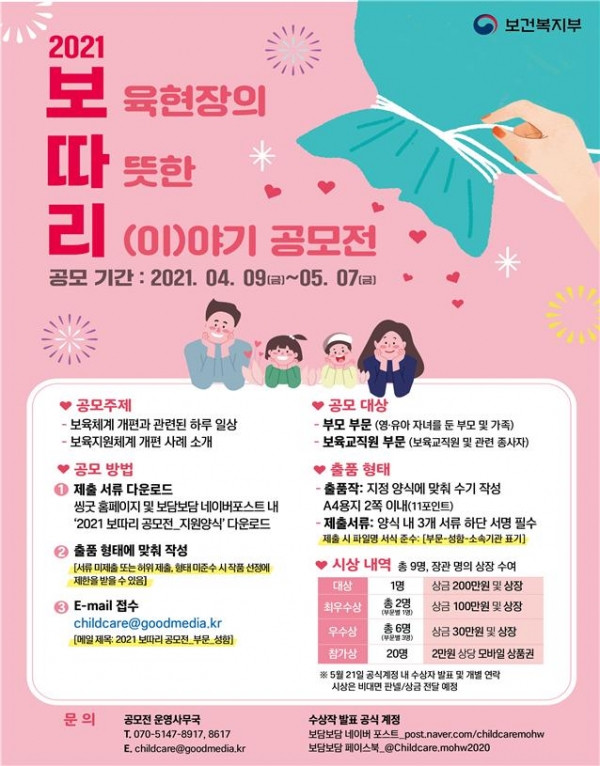 보건복지부
2021
보육현장의
따뜻한
리(이)야기 공모전
공모 기간 : 2021. 04. 09(금)~05. 07(금)
♥ 공모주제
- 보육체계 개편과 관련된 하루 일상
- 보육지원체계 개편 사례 소개
♥ 공모 방법
1 제출 서류 다운로드
씽굿 홈페이지 및 보담보담 네이버포스트 내
‘2021 보따리 공모전_지원양식’ 다운로드
2 출품 형태에 맞춰 작성
[서류 미제출 또는 허위 제출, 형태 미준수 시 작품 선정에
제한을 받을 수 있음]
3 E-mail 접수
childcare@goodmedia.kr
[메일 제목: 2021 보따리 공모전_부문_성함]
♥ 공모 대상
- 부모 부문 (영·유아 자녀를 둔 부모 및 가족)
- 보육교직원 부문 (보육교직원 및 관련 종사자)
♥ 출품 형태
- 출품작: 지정 양식에 맞춰 수기 작성
A4용지 2쪽 이내(11포인트)
- 제출서류: 양식 내 3개 서류 하단 서명 필수
제출 시 파일명 서식 준수: [부문-성함-소속기관 표기]
♥ 시상 내역 총 9명, 장관 명의 상장 수여
대상 1명 상금 200만원 및 상장
최우수상 총 2명 (부문별 1명) 상금 100만원 및 상장
우수상 총 6명 (부문별 3명) 상금 30만원 및 상장
참가상 20명 2만원 상당 모바일 상품권
※ 5월 21일 공식계정 내 수상자 발표 및 개별 연락
시상은 비대면 판넬/상금 전달 예정
문 의
공모전 운영사무국
T. 070-5147-8917, 8617
E. childcare@goodmedia.kr
수상작 발표 공식 계정
보담보담 네이버 포스트_post.naver.com/childcaremohw
보담보담 페이스북_@Childcare.mohw2020